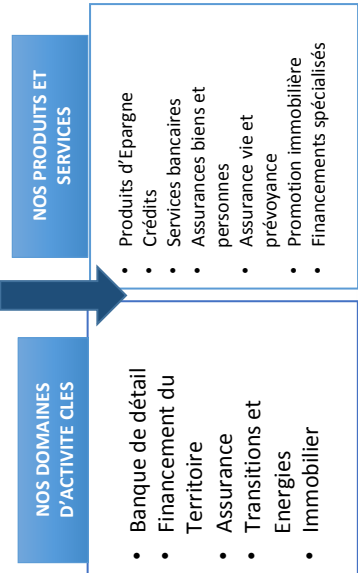 NOS DOMAINES
D'ACTIVITE CLES
• Banque de détail
• Financement du
Territoire
• Assurance
• Transitions et
Energies
• Immobilier
NOS PRODUITS ET
SERVICES
• Produits d'Epargne
• Crédits
• Services bancaires
• Assurances biens et
personnes
• Assurance vie et
prévoyance
• Promotion immobilière
• Financements spécialisés